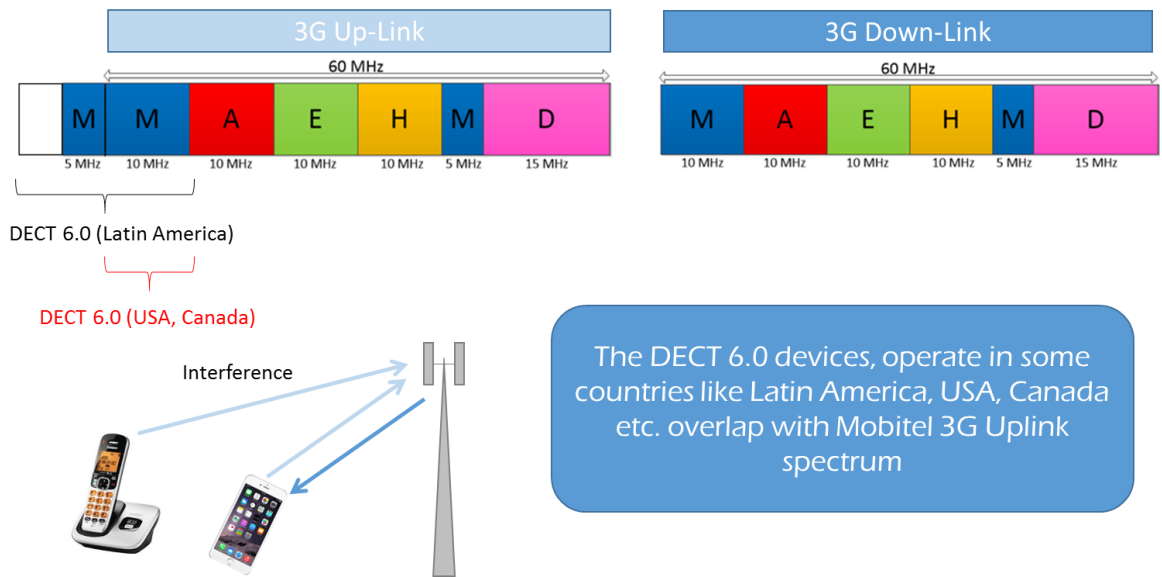 3G Up-Link
3G Down-Link
60 MHz
60 MHz
M M A E H M D
M A E H M D
5 MHz 10 MHz 10 MHz 10 MHz 10 MHz 5 MHz 15 MHz
10 MHz 10 MHz 10 MHz 10 MHz 5 MHz 15 MHz
DECT 6.0 (Latin America)
DECT 6.0 (USA, Canada)
Interference
The DECT 6.0 devices, operate in some
countries like Latin America, USA, Canada
etc. overlap with Mobitel 3G Uplink
spectrum